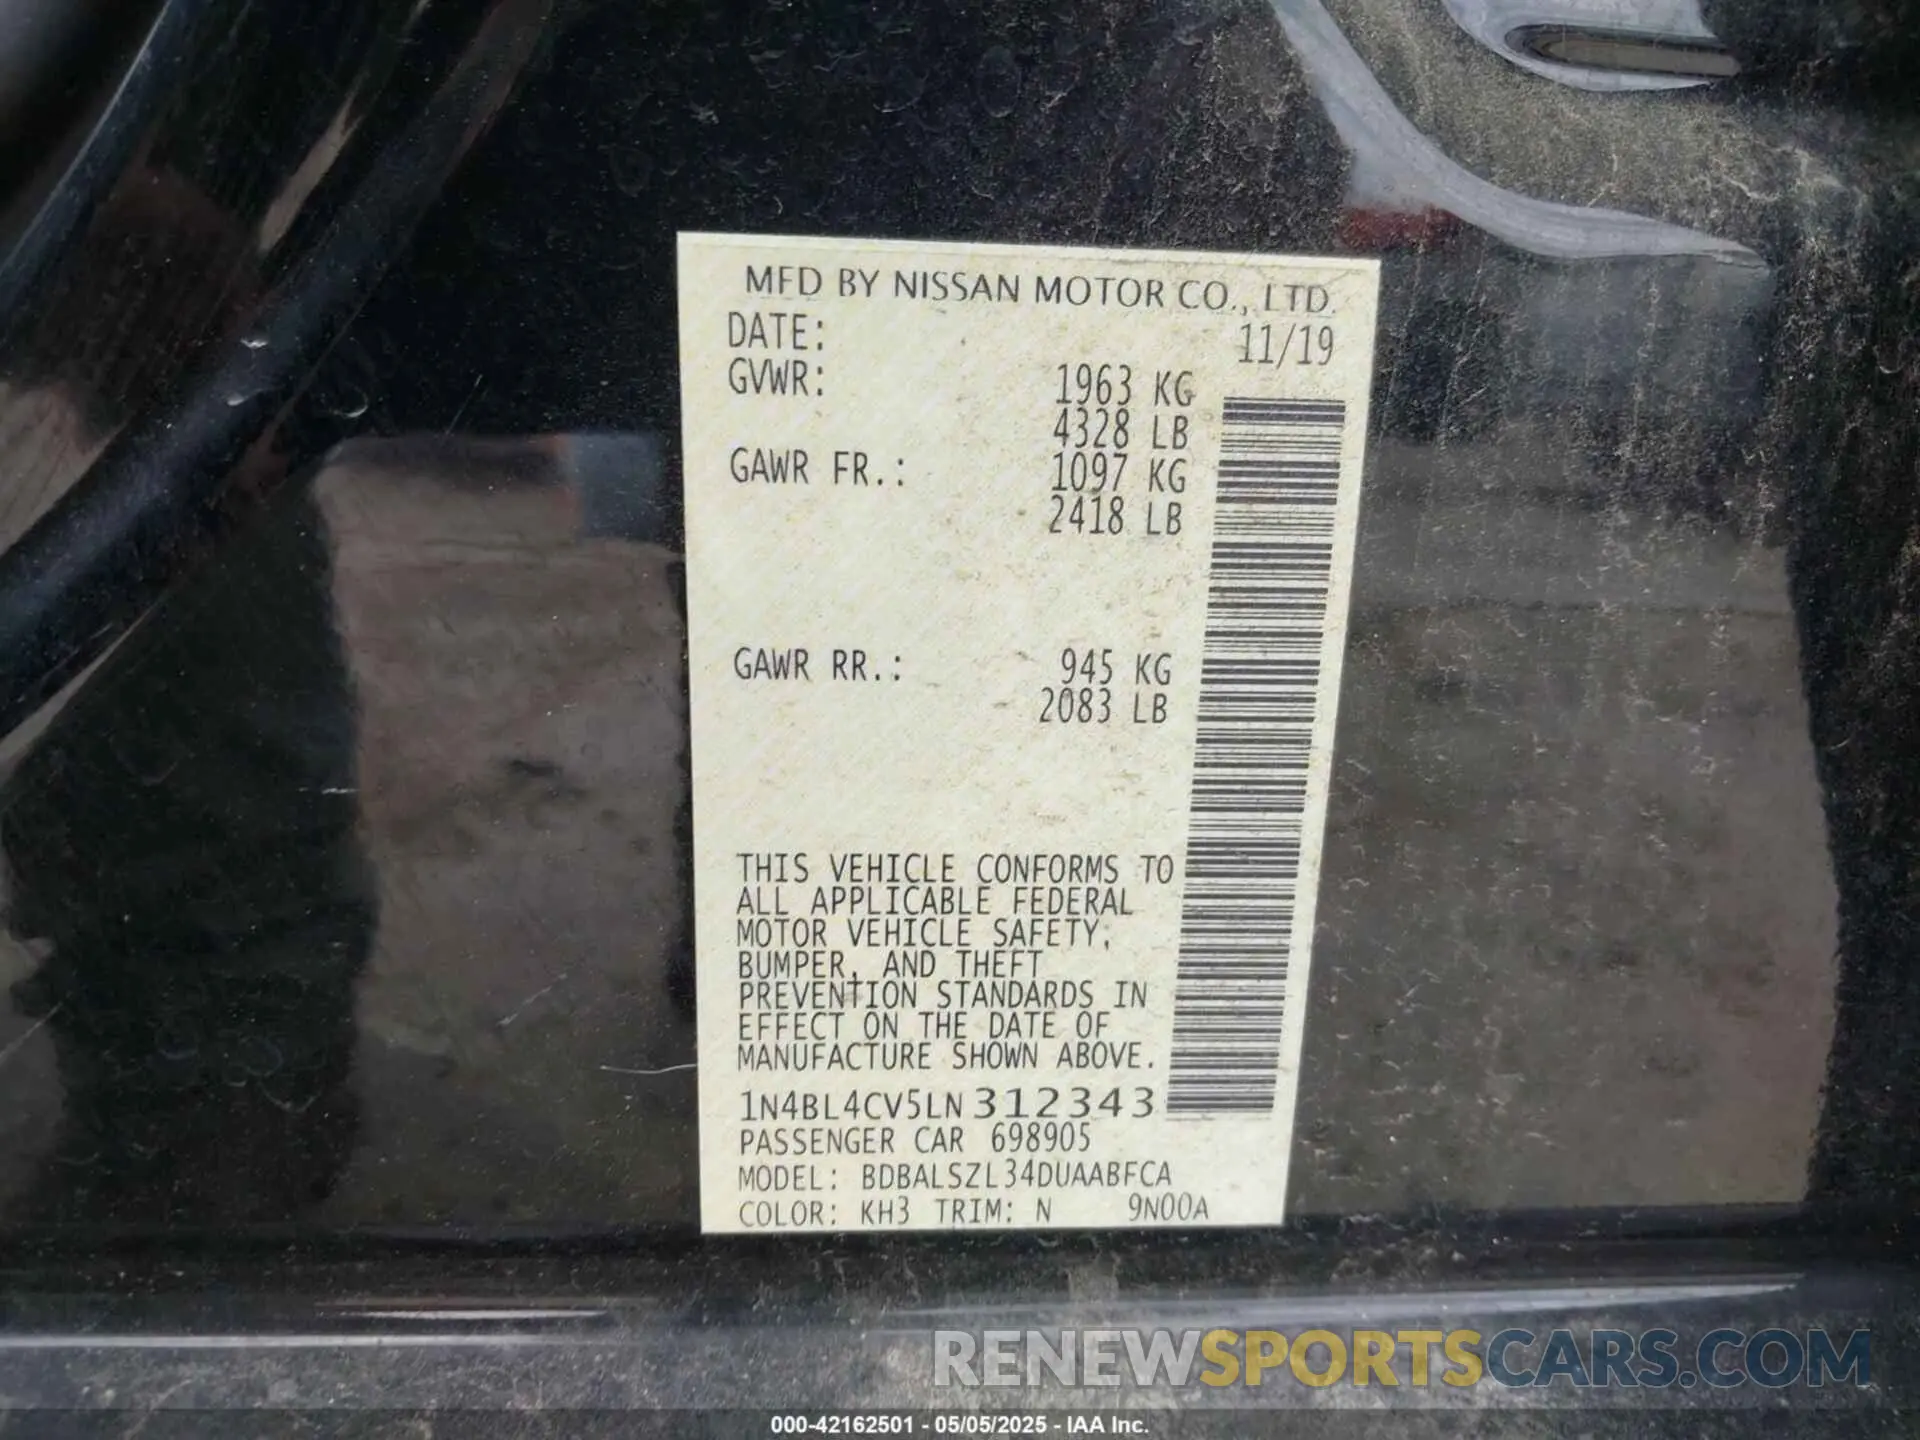 MFD BY NISSAN MOTOR CO., LTD.
DATE: 11/19
GVWR: 1963 KG
4328 LB
GAWR FR.: 1097 KG
2418 LB
GAWR RR.: 945 KG
2083 LB
THIS VEHICLE CONFORMS TO
ALL APPLICABLE FEDERAL
MOTOR VEHICLE SAFETY,
BUMPER, AND THEFT
PREVENTION STANDARDS IN
EFFECT ON THE DATE OF
MANUFACTURE SHOWN ABOVE.
1N4BL4CV5LN312343
PASSENGER CAR 698905
MODEL: BDBALSZL34DUAABFCA
COLOR: KH3 TRIM: N 9N00A
RENEWSPORTSCARS.COM
000-42162501 - 05/05/2025 - IAA Inc.